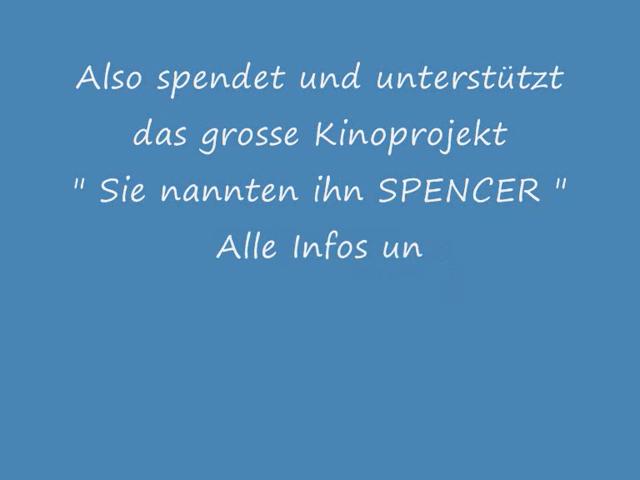 Also spendet und unterstützt
das grosse Kinoprojekt
" Sie nannten ihn SPENCER "
Alle Infos un